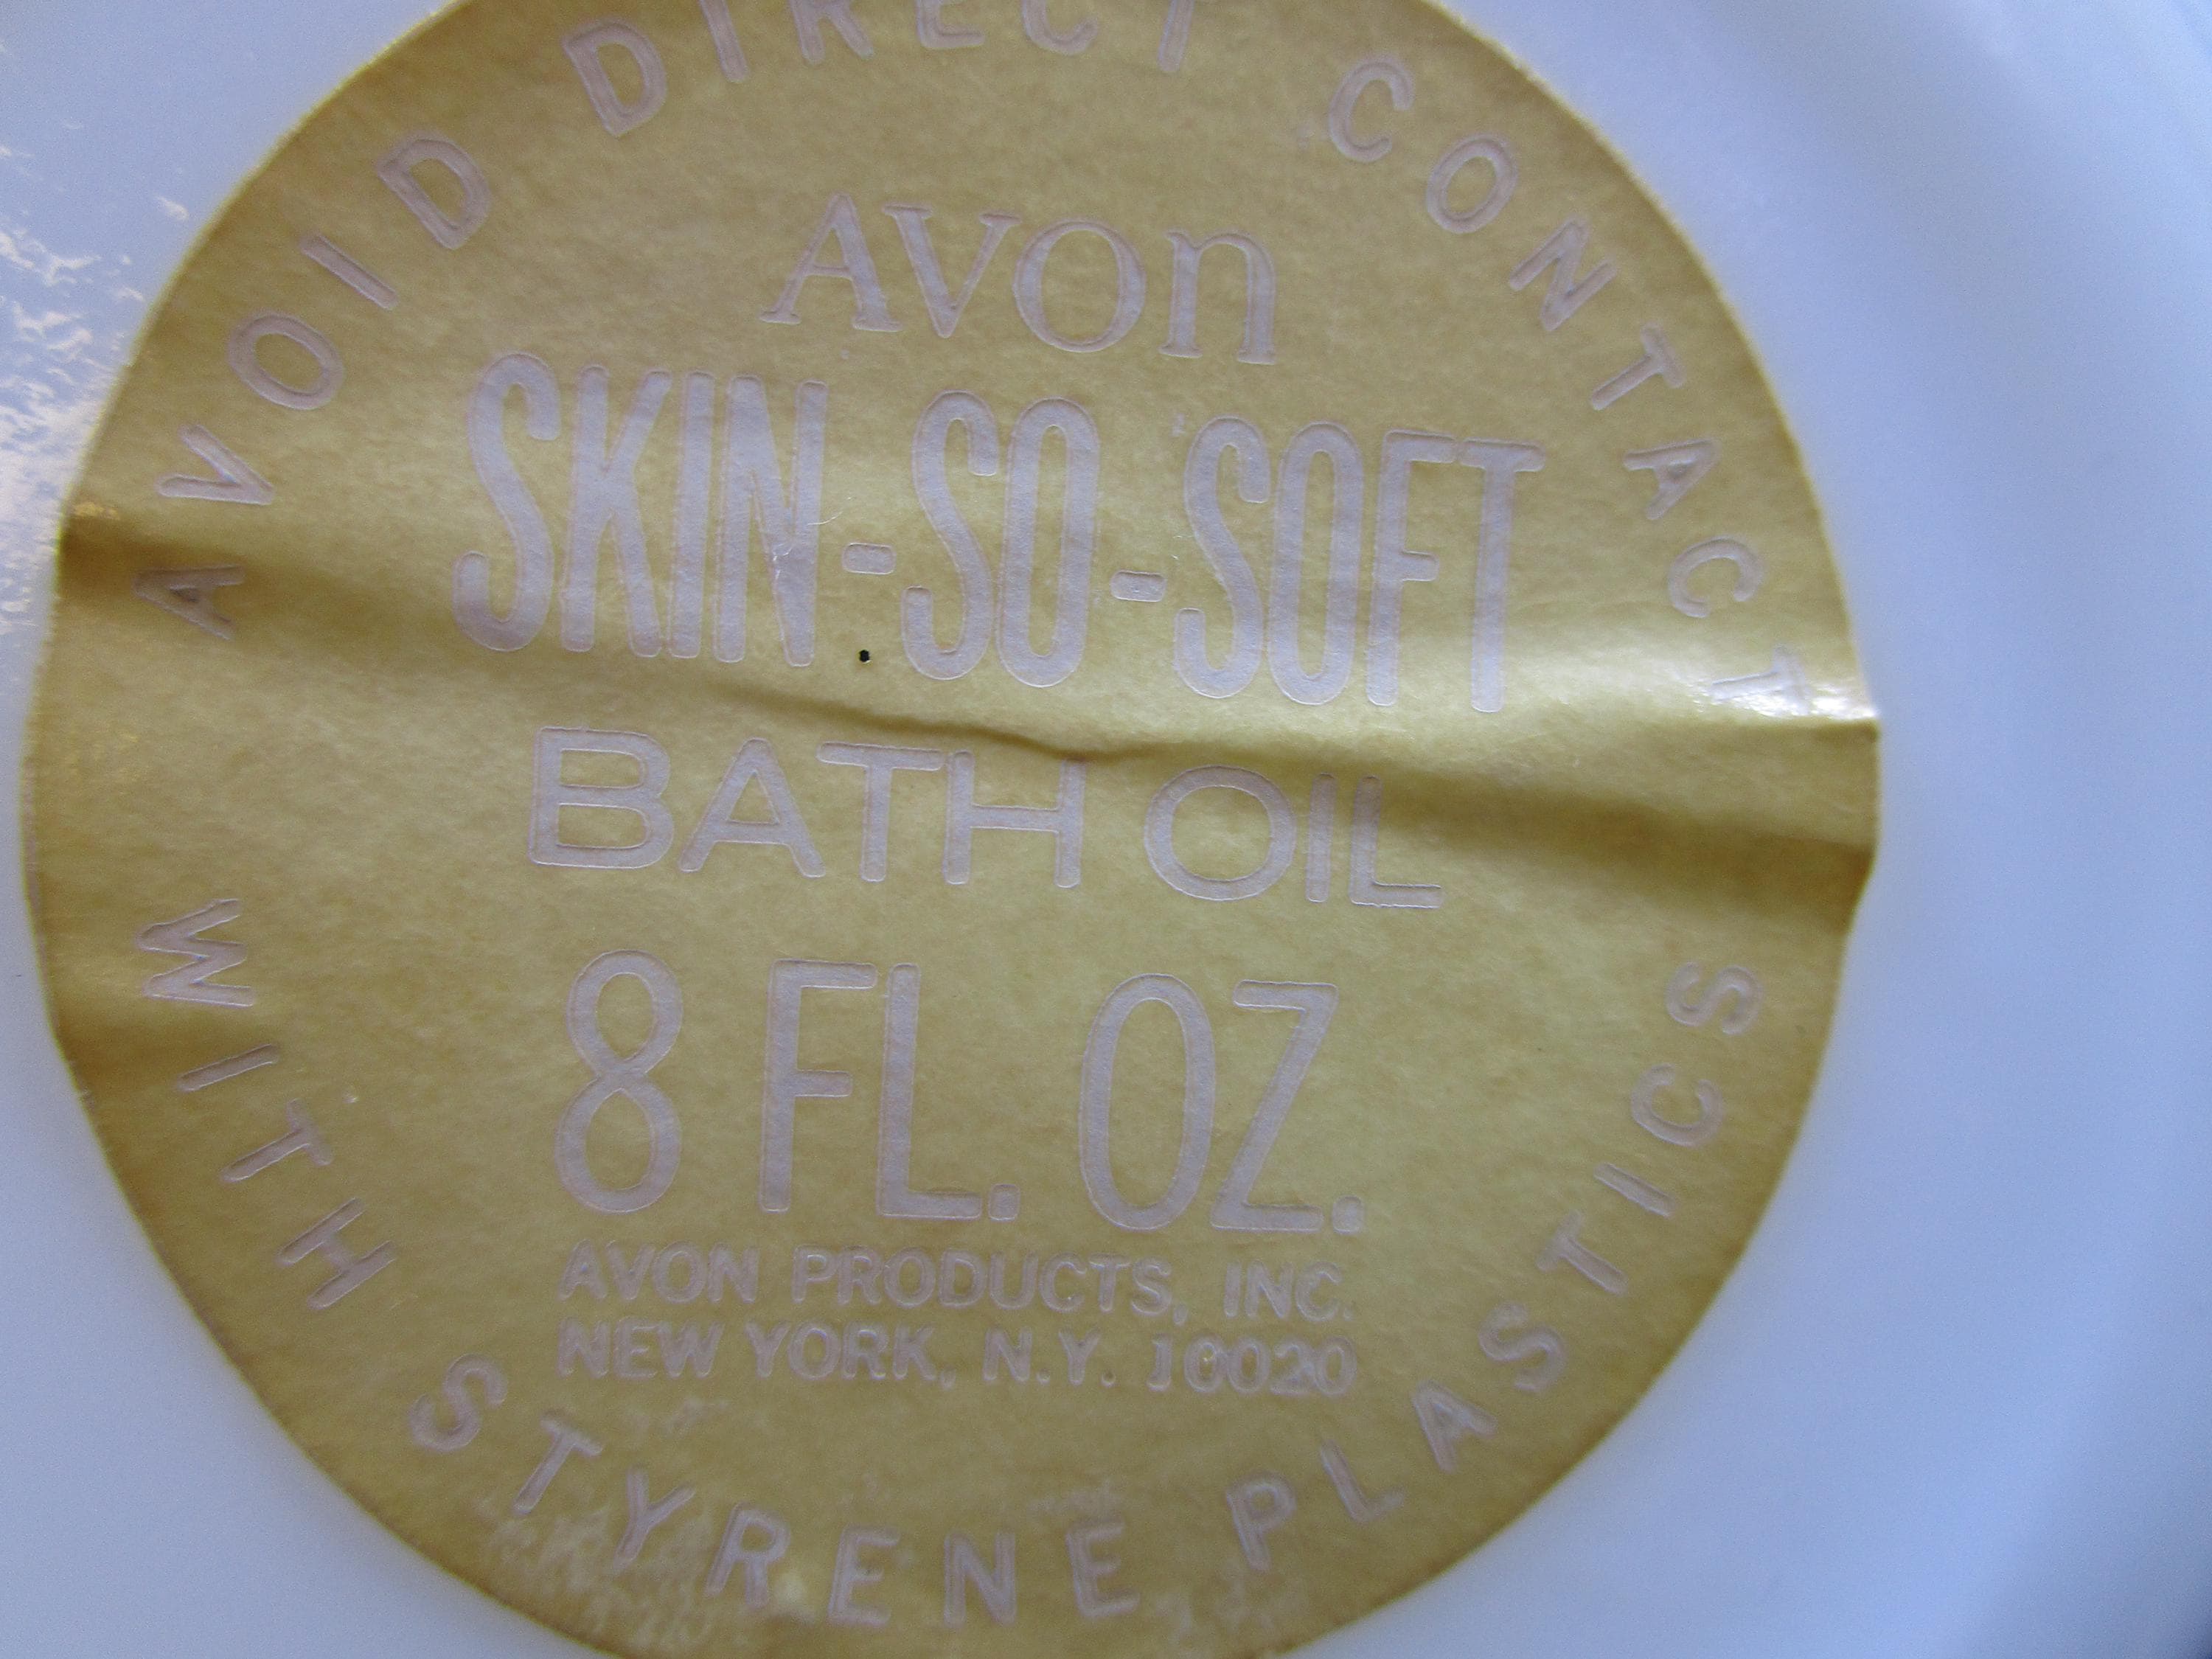 AVOID DIRECT CONTACT
Avon
SKIN-SO-SOFT
BATH OIL
8 FL. OZ.
AVON PRODUCTS, INC.
NEW YORK, N.Y. 10020
WITH STYRENE PLASTICS